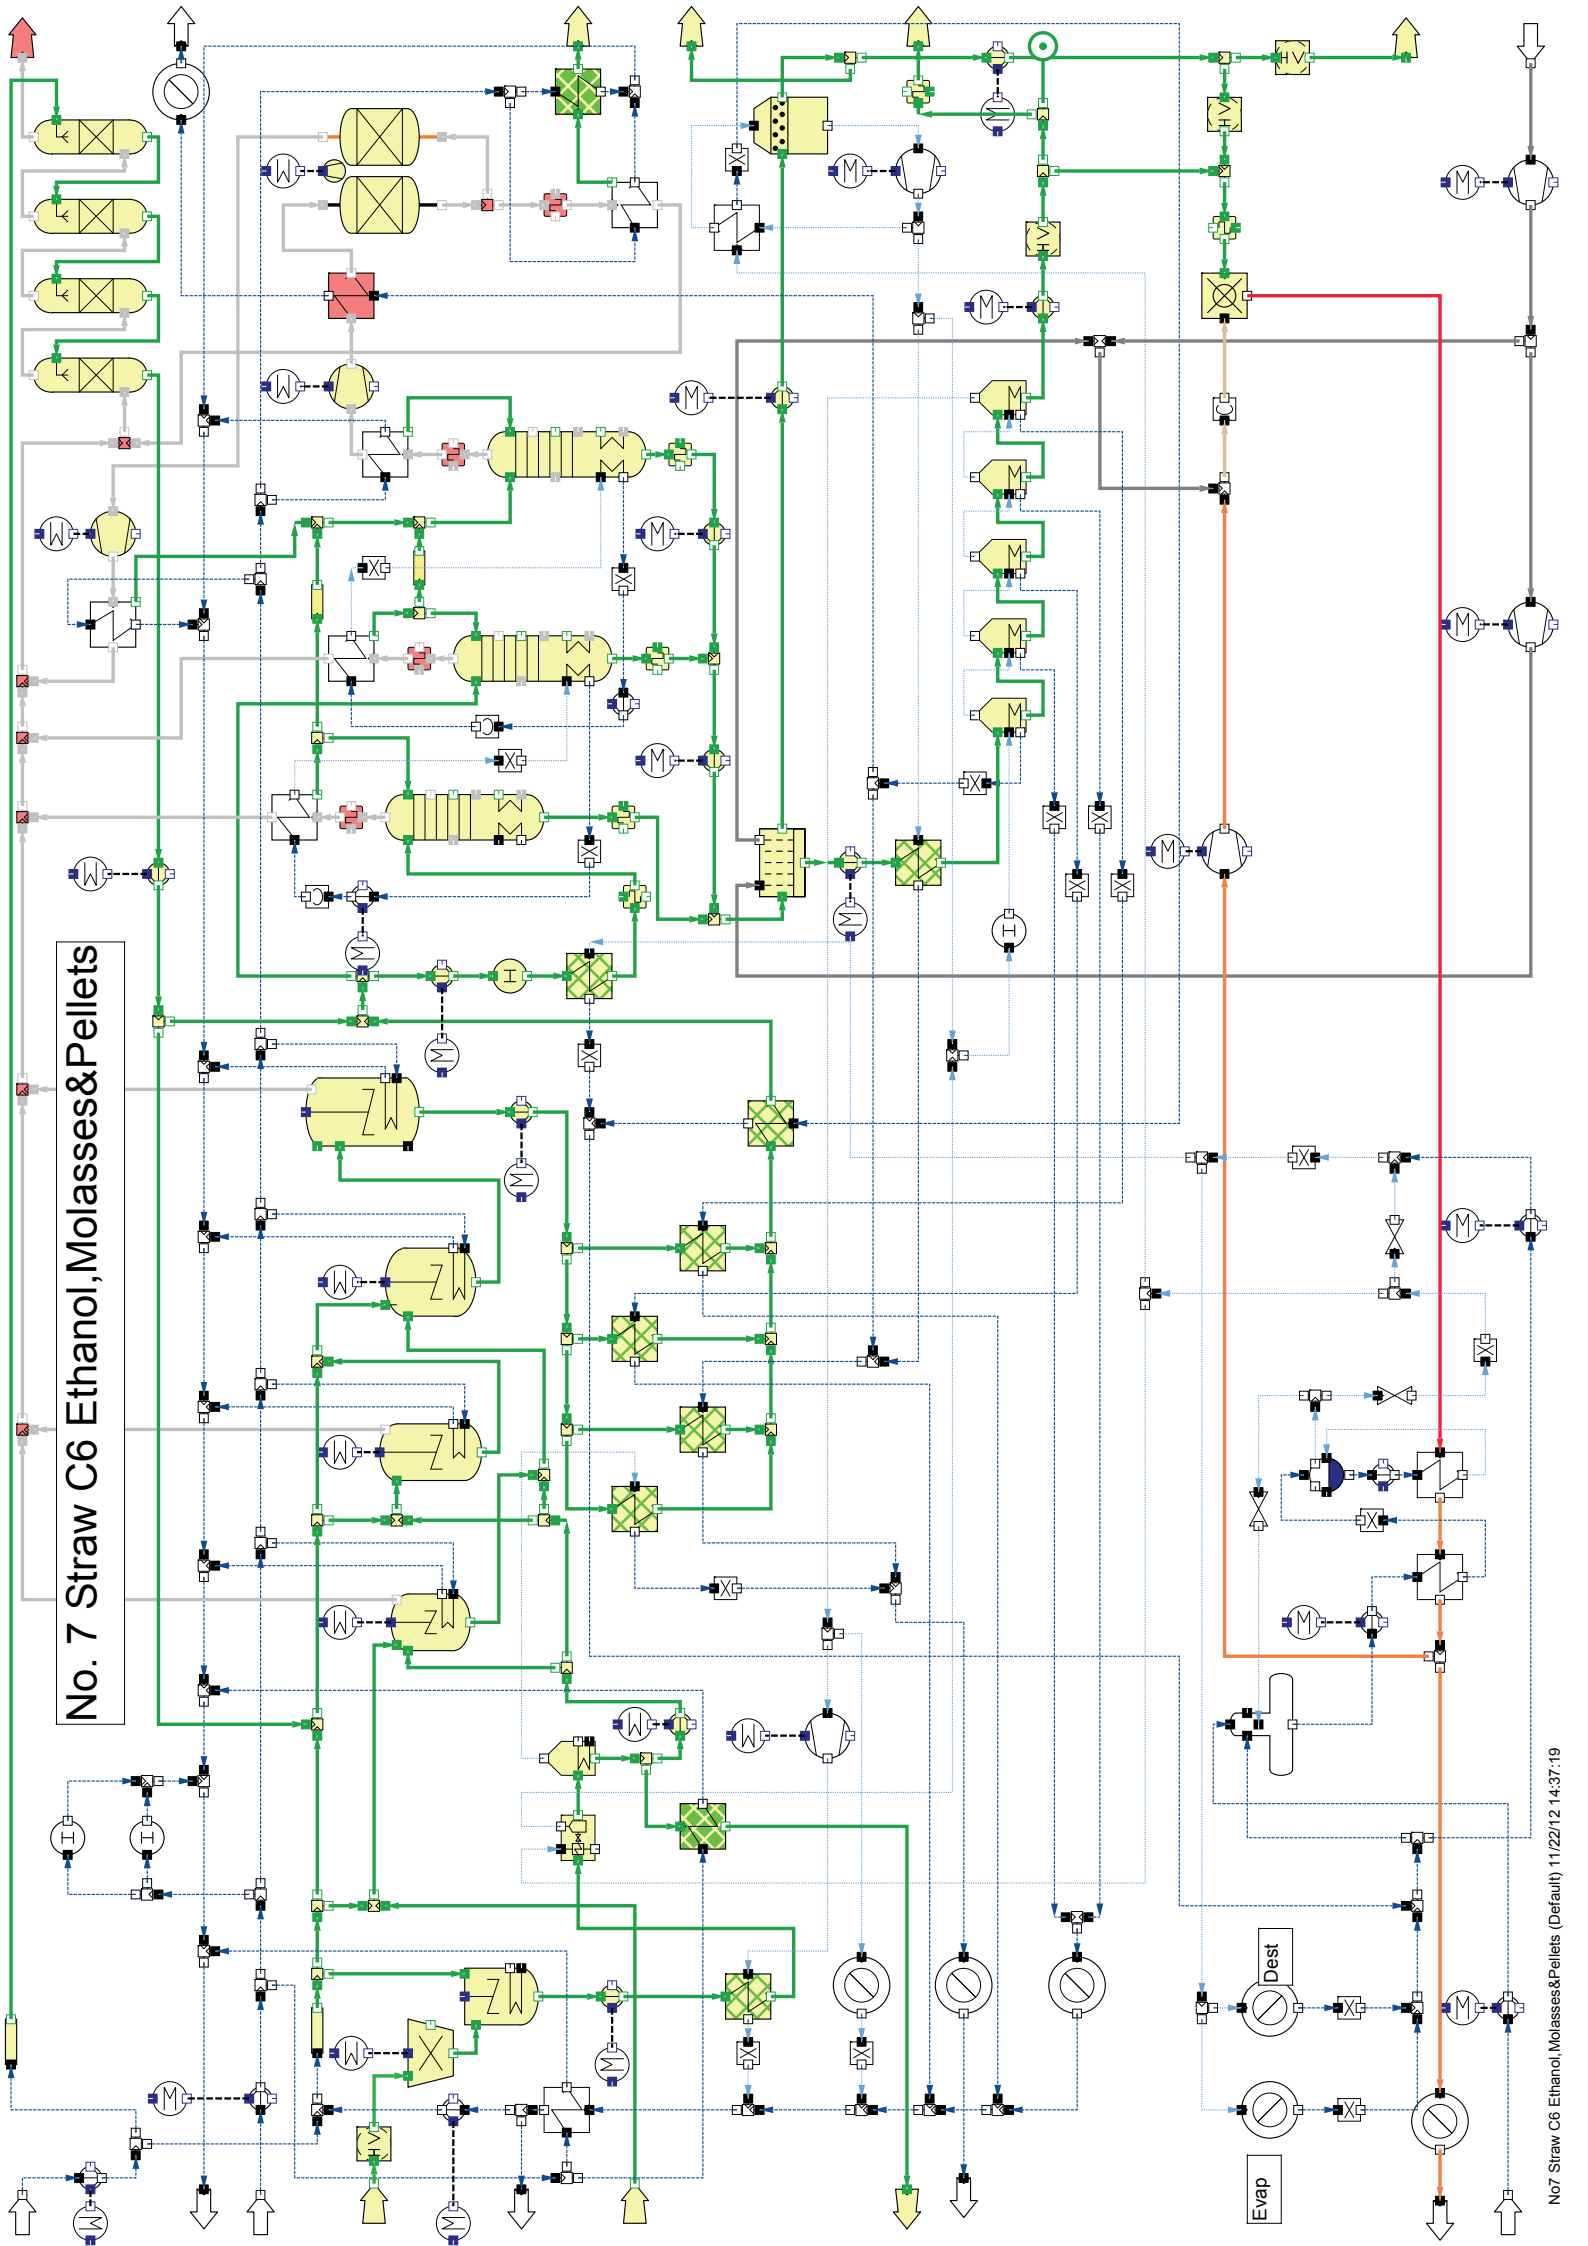 No. 7 Straw C6 Ethanol,Molasses&Pellets
Dest
Evap
No7 Straw C6 Ethanol,Molasses&Pellets (Default) 11/22/12 14:37:19